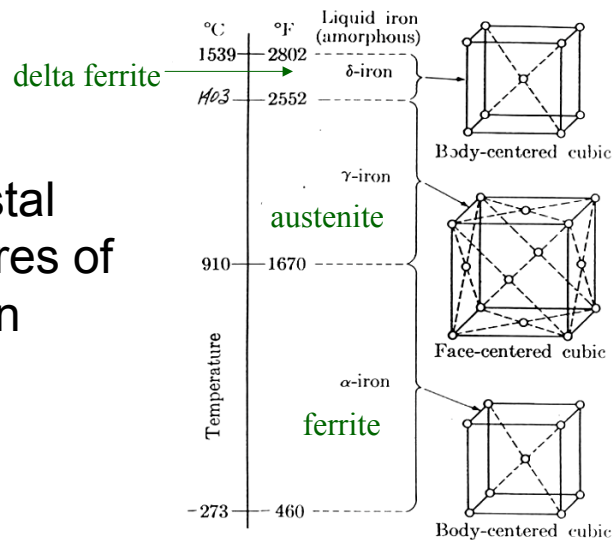 °C °F Liquid iron
(amorphous)
1539 2802
delta ferrite
δ-iron
1403 2552
Body-centered cubic
γ-iron
stal
austenite
res of
910 1670
n
Face-centered cubic
Temperature
α-iron
ferrite
-273 460
Body-centered cubic